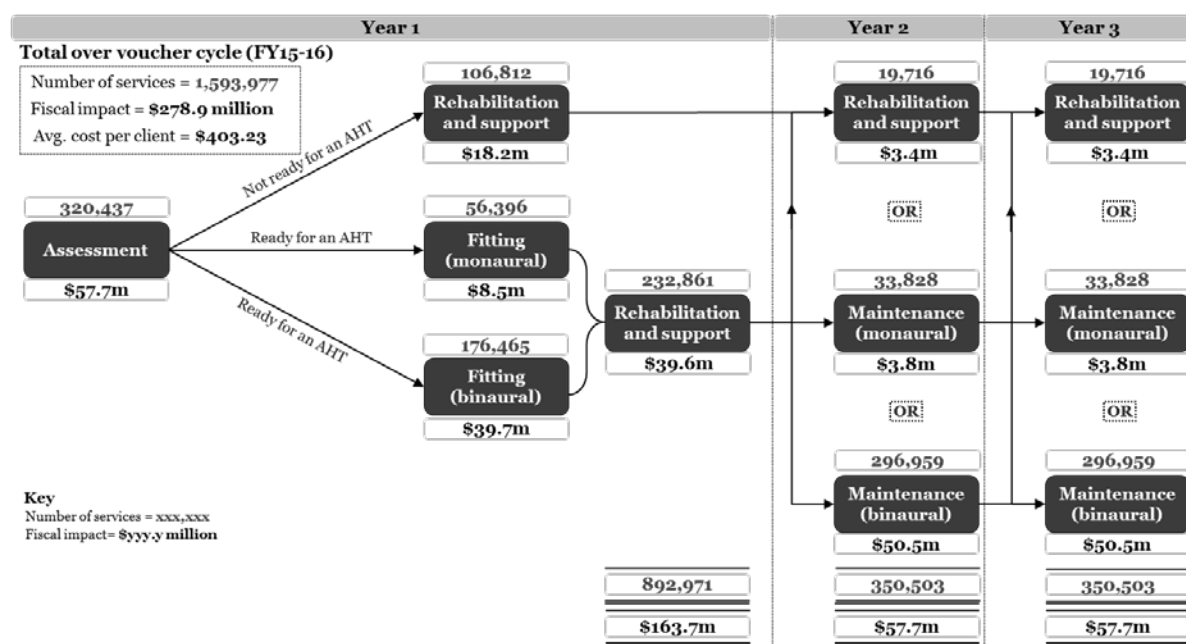 Year 1
Year 2
Year 3
Total over voucher cycle (FY15-16)
Number of services = 1,593,977
Fiscal impact = $278.9 million
Avg. cost per client = $403.23
320,437
Assessment
$57.7m
Not ready for an AHT
Ready for an AHT
Ready for an AHT
106,812
Rehabilitation
and support
$18.2m
56,396
Fitting
(monaural)
$8.5m
176,465
Fitting
(binaural)
$39.7m
232,861
Rehabilitation
and support
$39.6m
892,971
$163.7m
19,716
Rehabilitation
and support
$3.4m
OR
33,828
Maintenance
(monaural)
$3.8m
OR
296,959
Maintenance
(binaural)
$50.5m
350,503
$57.7m
19,716
Rehabilitation
and support
$3.4m
OR
33,828
Maintenance
(monaural)
$3.8m
OR
296,959
Maintenance
(binaural)
$50.5m
350,503
$57.7m
Key
Number of services = xxx,xxx
Fiscal impact= $yyy.y million